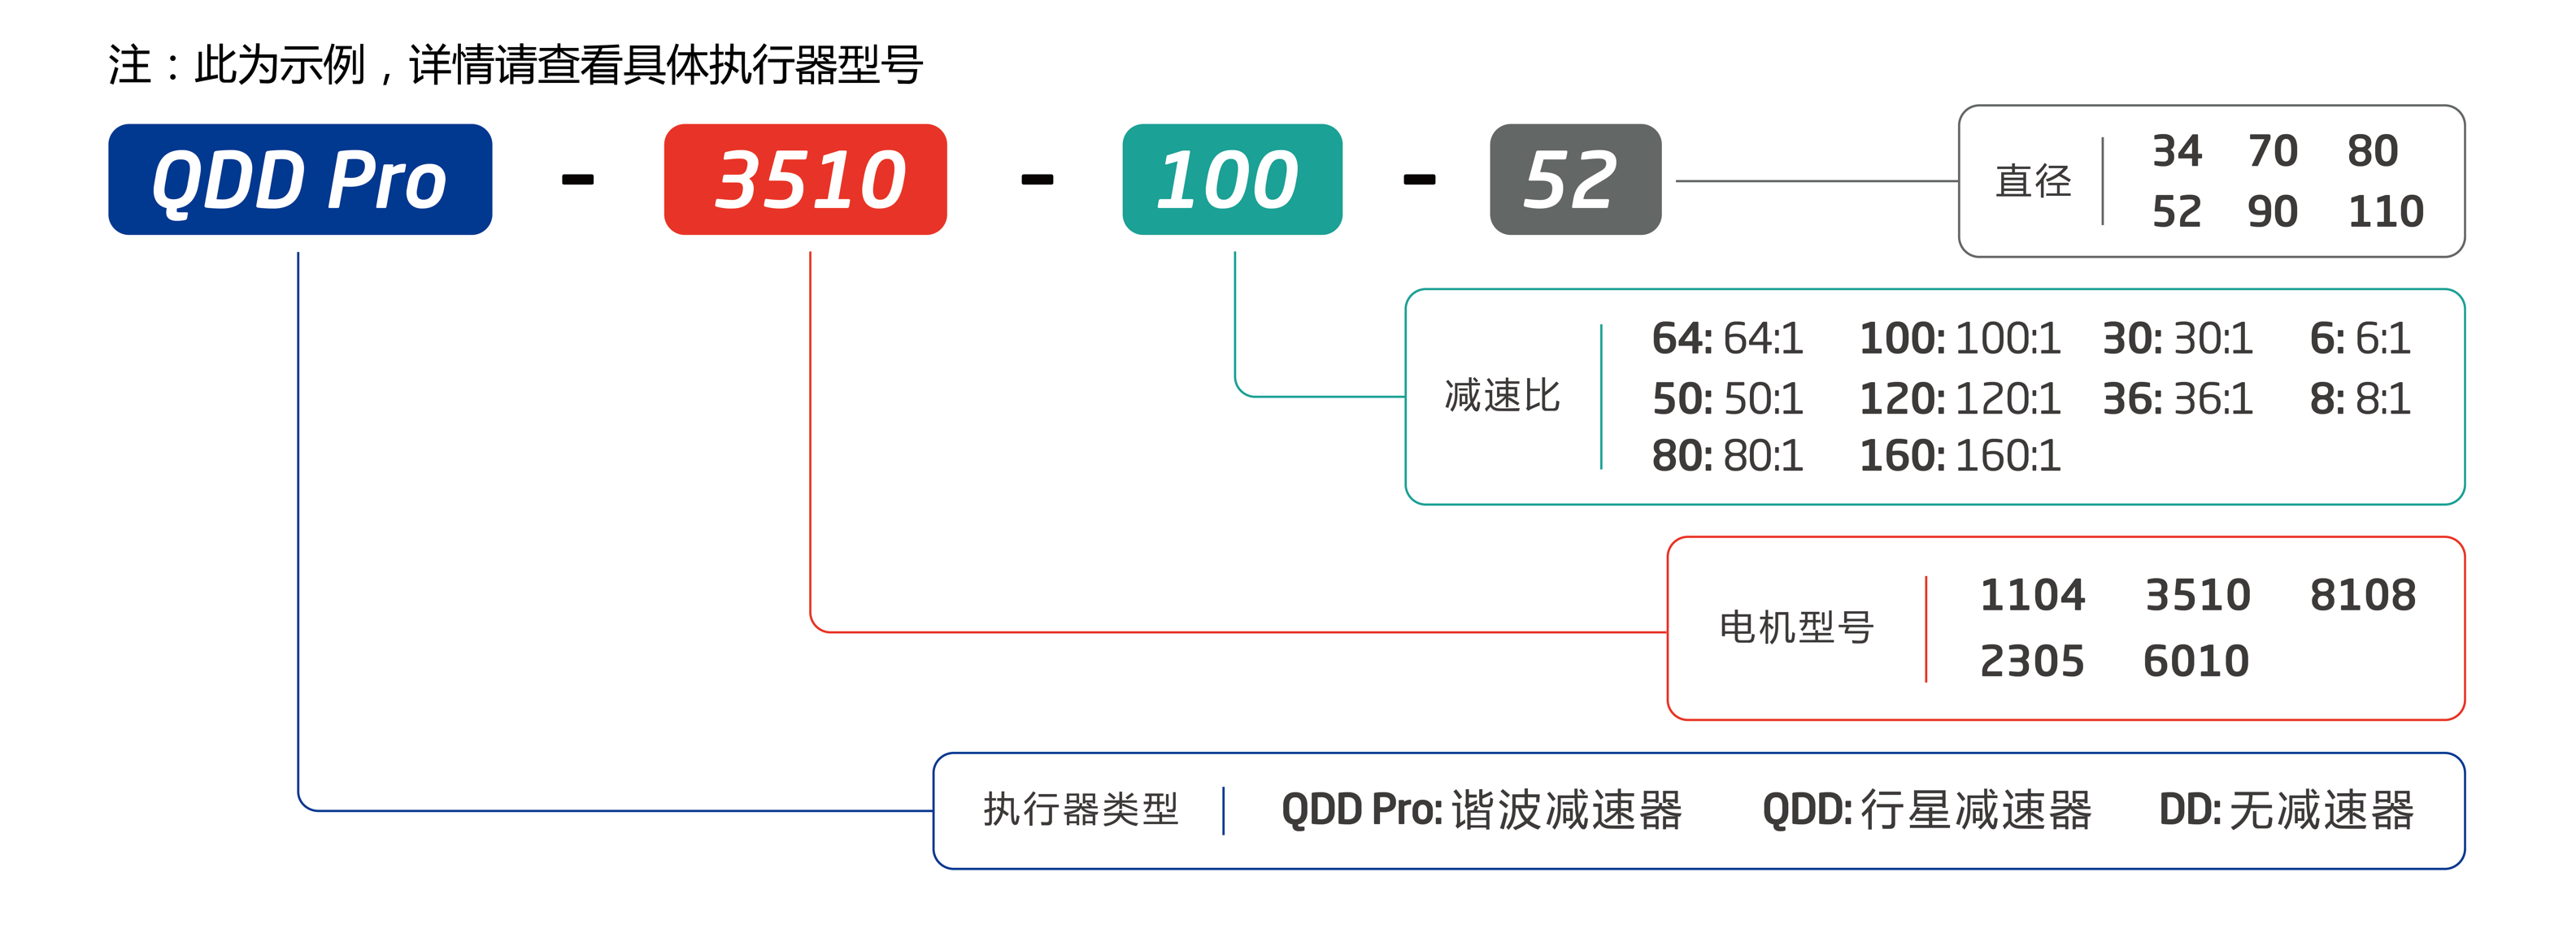 注：此为示例，详情请查看具体执行器型号
QDD Pro - 3510 - 100 - 52
直径
34 70 80
52 90 110
减速比
64: 64:1 100: 100:1 30: 30:1 6: 6:1
50: 50:1 120: 120:1 36: 36:1 8: 8:1
80: 80:1 160: 160:1
电机型号
1104 3510 8108
2305 6010
执行器类型 QDD Pro: 谐波减速器 QDD: 行星减速器 DD: 无减速器